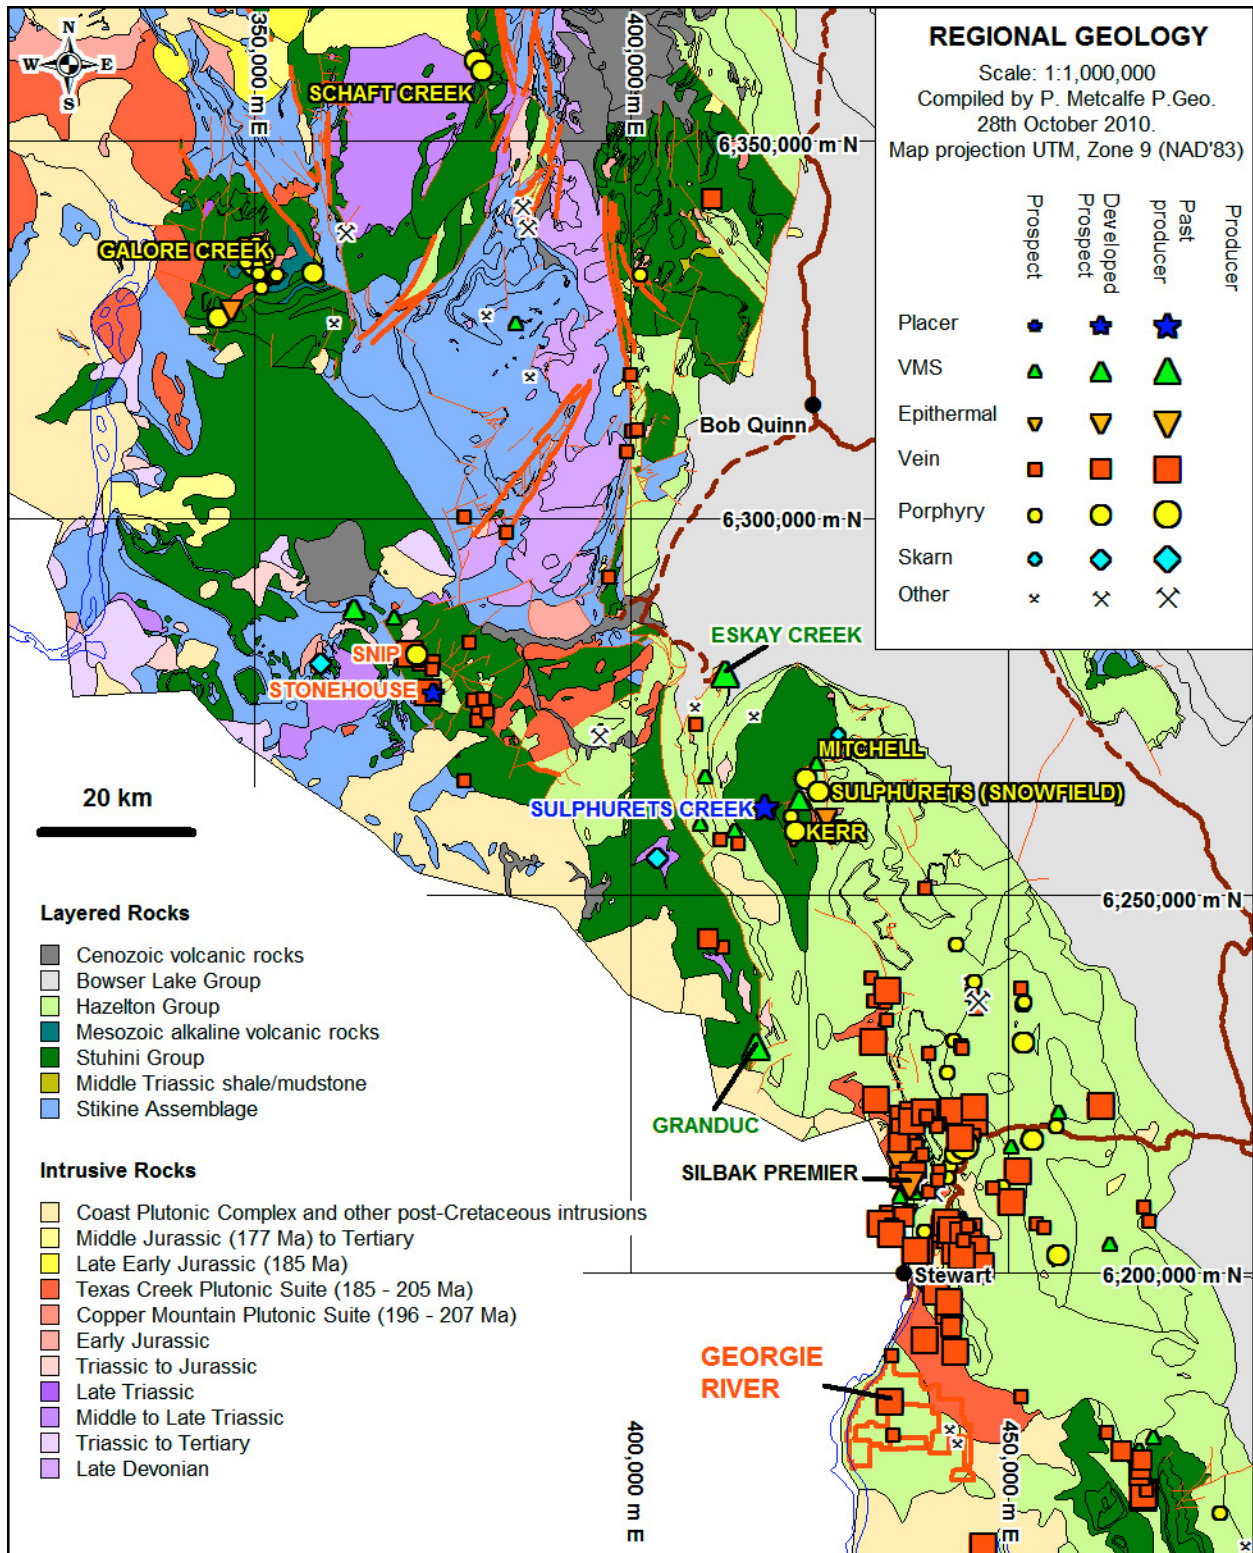 N
W E
S
350,000 m E
400,000 m E
SCHAFT CREEK
6,350,000 m N
GALORE CREEK
Bob Quinn
6,300,000 m N
ESKAY CREEK
SNIP
STONEHOUSE
MITCHELL
SULPHURETS (SNOWFIELD)
SULPHURETS CREEK
KERR
20 km
6,250,000 m N
GRANDUC
SILBAK PREMIER
Stewart
6,200,000 m N
GEORGIE
RIVER
400,000 m E
450,000 m E
REGIONAL GEOLOGY
Scale: 1:1,000,000
Compiled by P. Metcalfe P.Geo.
28th October 2010.
Map projection UTM, Zone 9 (NAD'83)
Prospect
Developed
Prospect
Past
producer
Producer
Placer
VMS
Epithermal
Vein
Porphyry
Skarn
Other
Layered Rocks
Cenozoic volcanic rocks
Bowser Lake Group
Hazelton Group
Mesozoic alkaline volcanic rocks
Stuhini Group
Middle Triassic shale/mudstone
Stikine Assemblage
Intrusive Rocks
Coast Plutonic Complex and other post-Cretaceous intrusions
Middle Jurassic (177 Ma) to Tertiary
Late Early Jurassic (185 Ma)
Texas Creek Plutonic Suite (185 - 205 Ma)
Copper Mountain Plutonic Suite (196 - 207 Ma)
Early Jurassic
Triassic to Jurassic
Late Triassic
Middle to Late Triassic
Triassic to Tertiary
Late Devonian